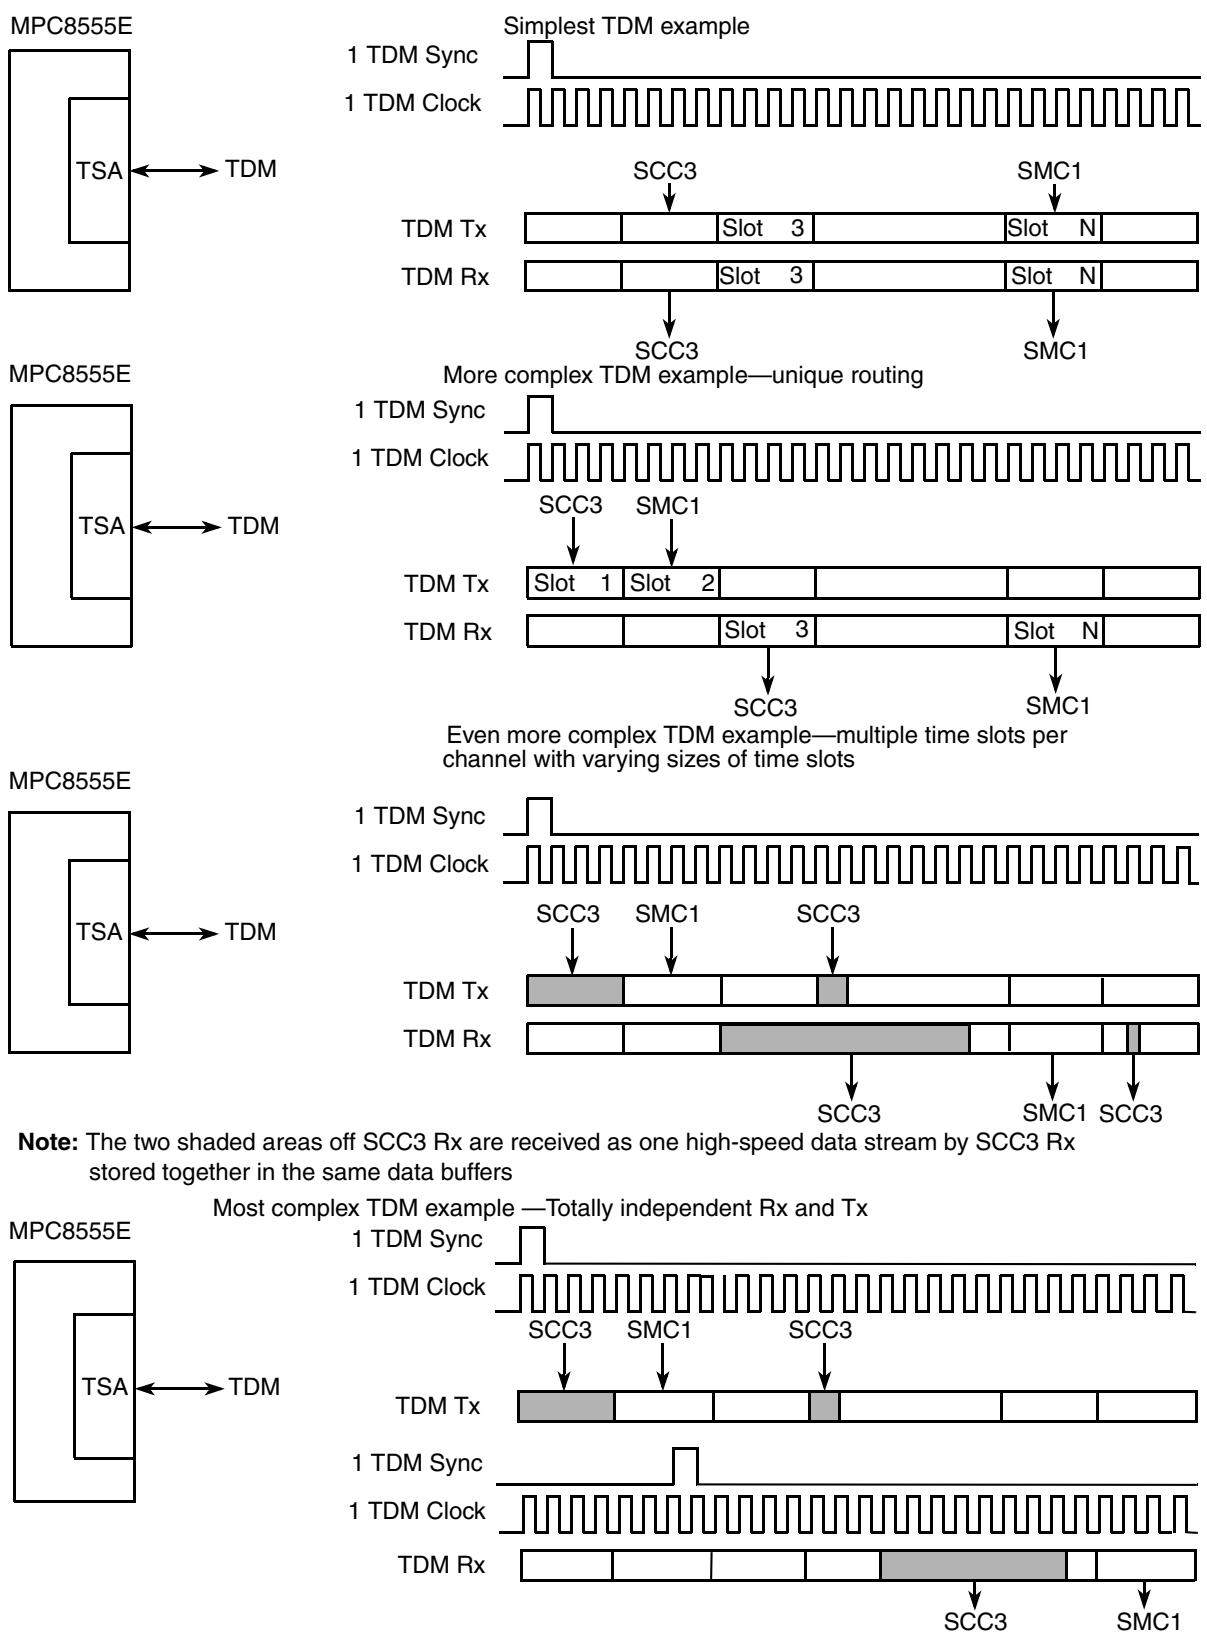 MPC8555E
Simplest TDM example
1 TDM Sync
1 TDM Clock
TSA
TDM
SCC3
SMC1
TDM Tx
Slot 3
Slot N
TDM Rx
Slot 3
Slot N
SCC3
SMC1
MPC8555E
More complex TDM example—unique routing
1 TDM Sync
1 TDM Clock
SCC3
SMC1
TSA
TDM
TDM Tx
Slot 1
Slot 2
TDM Rx
Slot 3
Slot N
SCC3
SMC1
Even more complex TDM example—multiple time slots per
channel with varying sizes of time slots
MPC8555E
1 TDM Sync
1 TDM Clock
SCC3
SMC1
SCC3
TSA
TDM
TDM Tx
TDM Rx
SCC3
SMC1
SCC3
Note: The two shaded areas off SCC3 Rx are received as one high-speed data stream by SCC3 Rx
stored together in the same data buffers
Most complex TDM example —Totally independent Rx and Tx
MPC8555E
1 TDM Sync
1 TDM Clock
SCC3
SMC1
SCC3
TSA
TDM
TDM Tx
1 TDM Sync
1 TDM Clock
TDM Rx
SCC3
SMC1